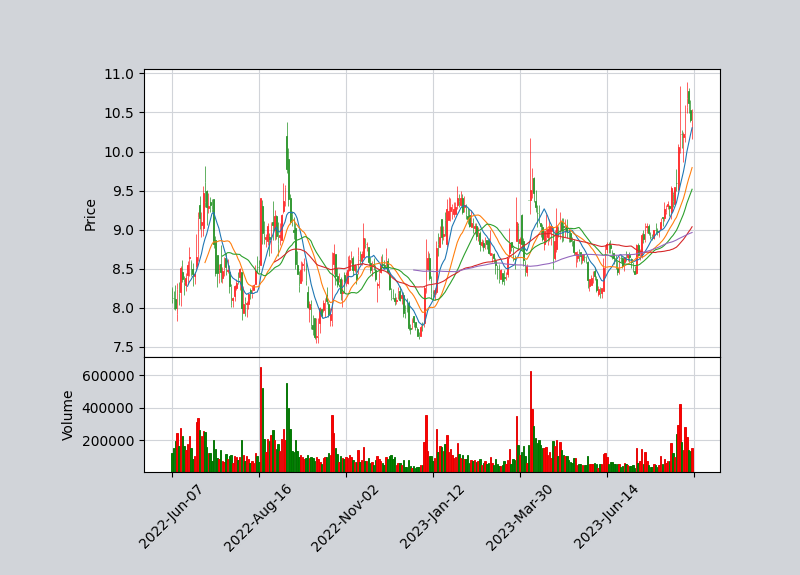 11.0
10.5
10.0
9.5
9.0
8.5
8.0
7.5
Price
600000
400000
200000
Volume
2022-Jun-07
2022-Aug-16
2022-Nov-02
2023-Jan-12
2023-Mar-30
2023-Jun-14